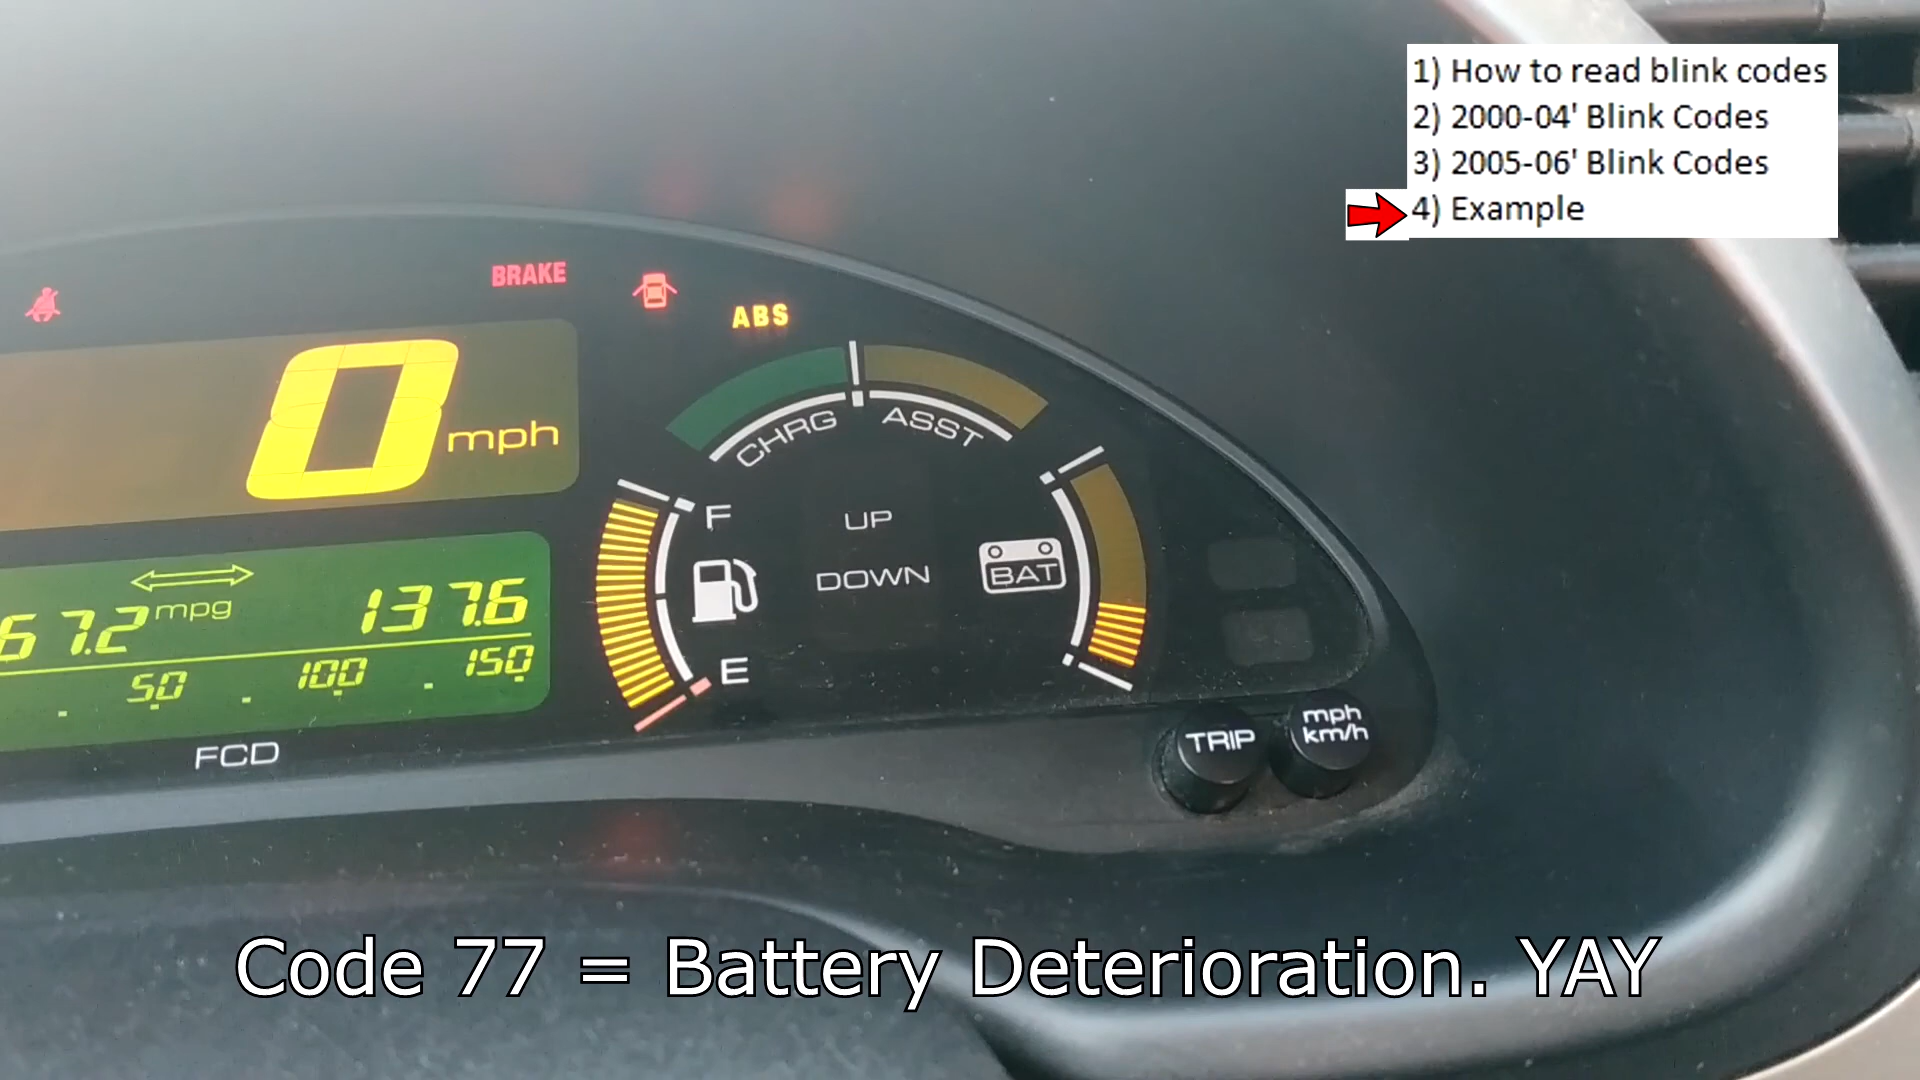 1) How to read blink codes
2) 2000-04' Blink Codes
3) 2005-06' Blink Codes
4) Example
BRAKE
ABS
0 mph
CHRG ASST
F
UP
DOWN
BAT
E
67.2 mpg 137.6
50 100 150
FCD
TRIP
mph
km/h
Code 77 = Battery Deterioration. YAY